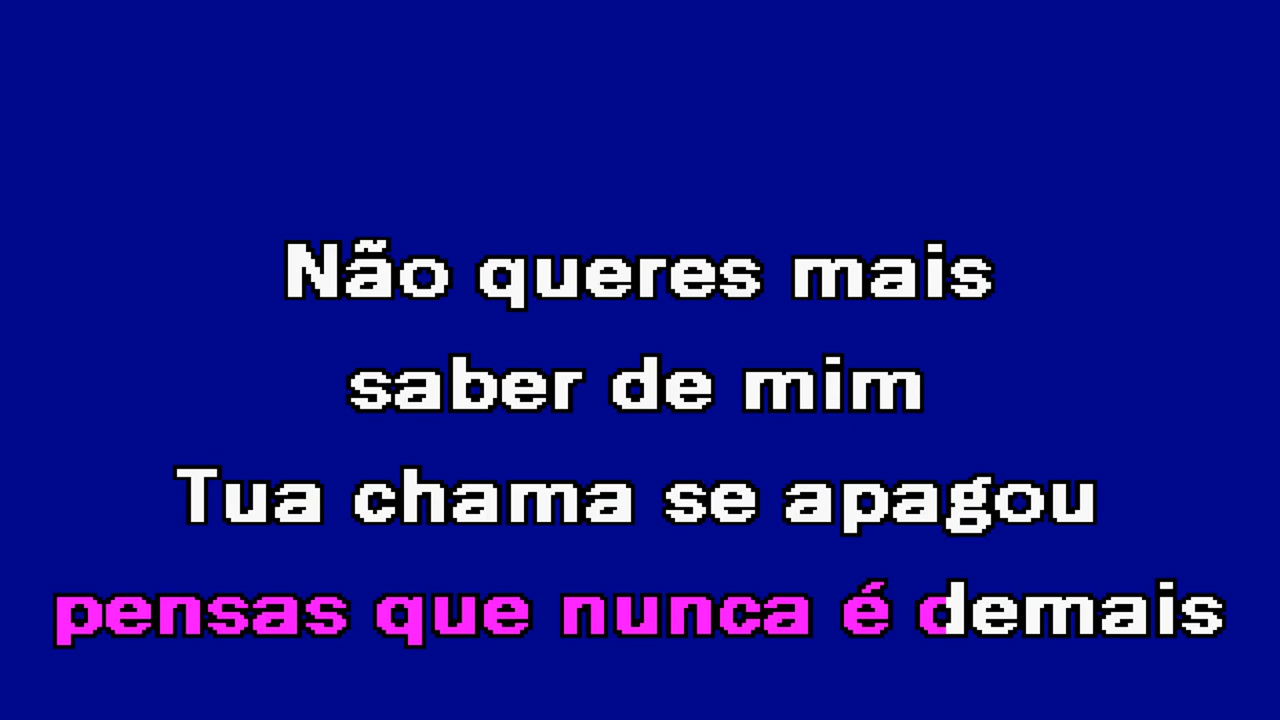 Não queres mais
saber de mim
Tua chama se apagou
pensas que nunca é demais